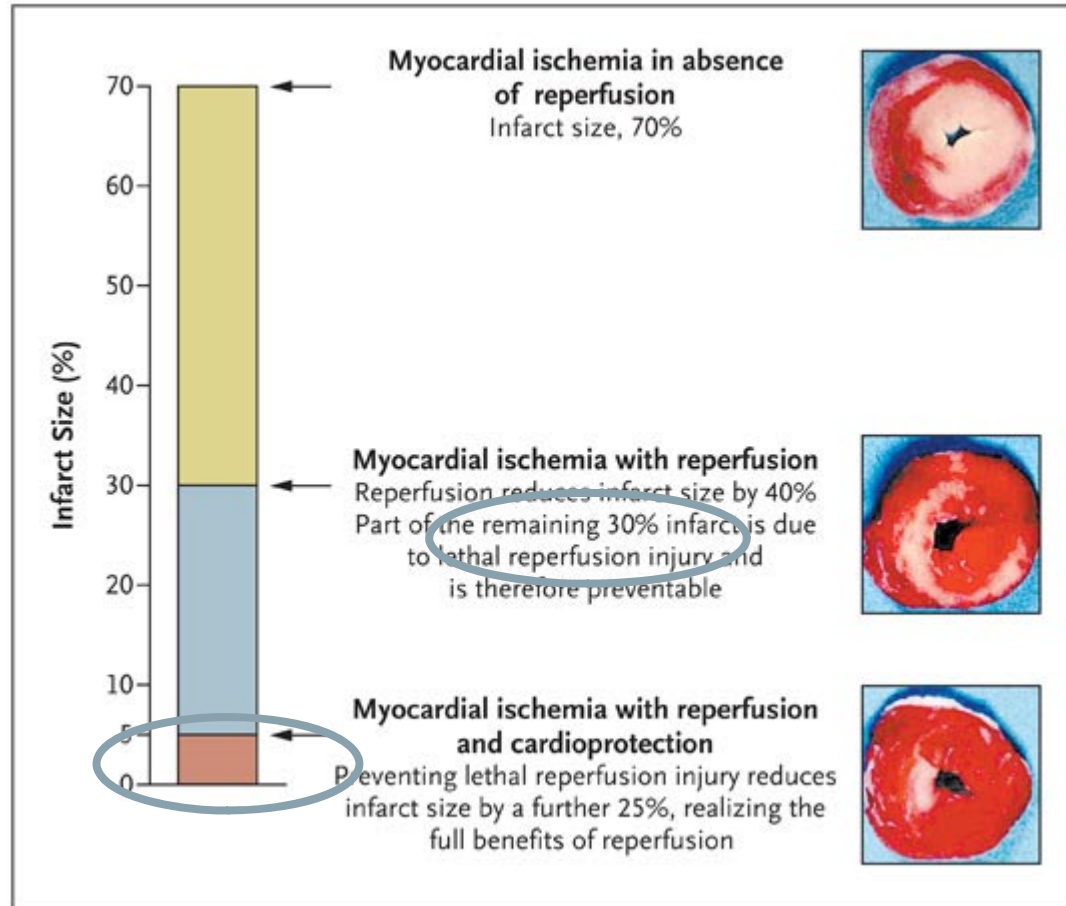 Myocardial ischemia in absence
of reperfusion
Infarct size, 70%
70
60
50
40
30
20
10
5
0
Infarct Size (%)
Myocardial ischemia with reperfusion
Reperfusion reduces infarct size by 40%
Part of the remaining 30% infarct is due
to lethal reperfusion injury and
is therefore preventable
Myocardial ischemia with reperfusion
and cardioprotection
Preventing lethal reperfusion injury reduces
infarct size by a further 25%, realizing the
full benefits of reperfusion